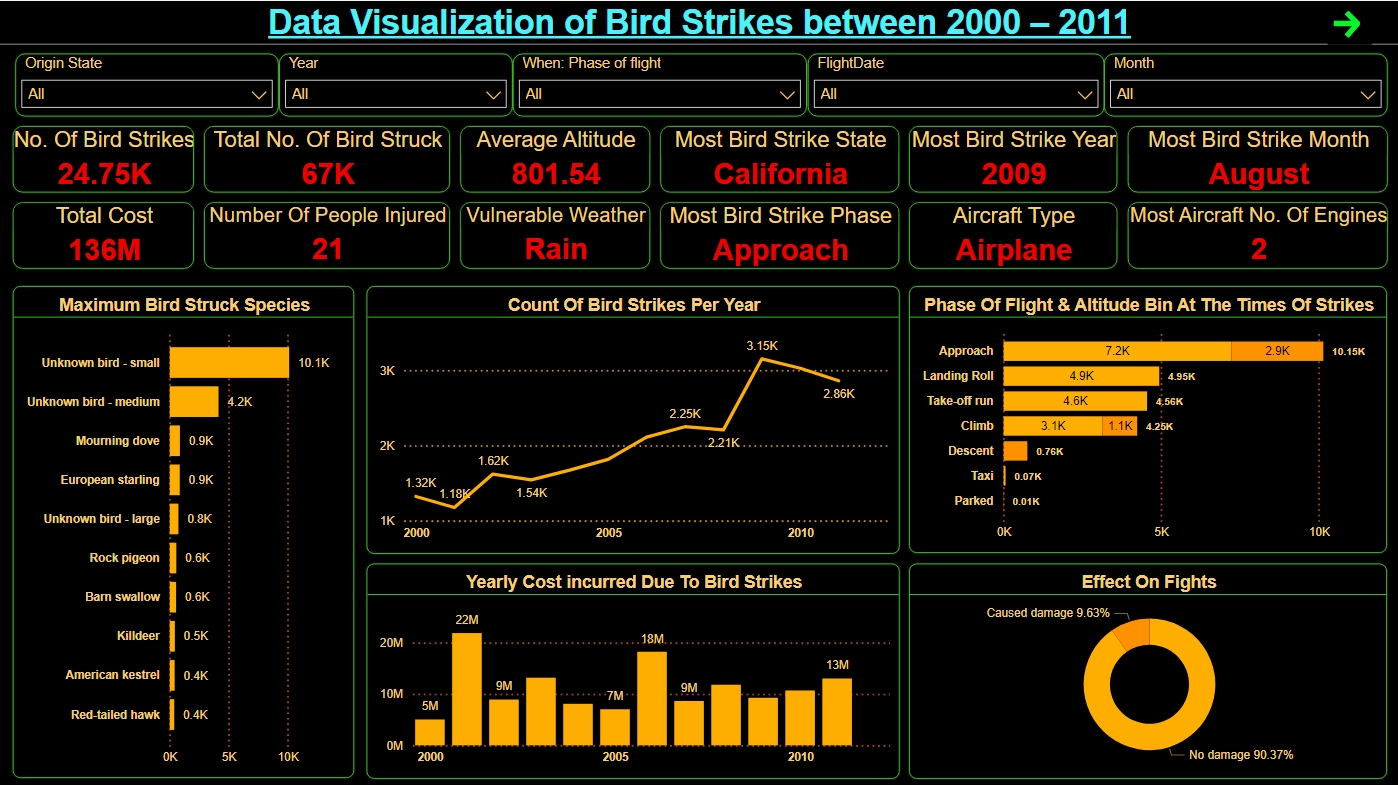 Data Visualization of Bird Strikes between 2000 – 2011
Origin State
All
Year
All
When: Phase of flight
All
FlightDate
All
Month
All
No. Of Bird Strikes
24.75K
Total No. Of Bird Struck
67K
Average Altitude
801.54
Most Bird Strike State
California
Most Bird Strike Year
2009
Most Bird Strike Month
August
Total Cost
136M
Number Of People Injured
21
Vulnerable Weather
Rain
Most Bird Strike Phase
Approach
Aircraft Type
Airplane
Most Aircraft No. Of Engines
2
Maximum Bird Struck Species
Unknown bird - small 10.1K
Unknown bird - medium 4.2K
Mourning dove 0.9K
European starling 0.9K
Unknown bird - large 0.8K
Rock pigeon 0.6K
Barn swallow 0.6K
Killdeer 0.5K
American kestrel 0.4K
Red-tailed hawk 0.4K
0K 5K 10K
Count Of Bird Strikes Per Year
3K
2K
1K
1.32K
1.18K
1.62K
1.54K
2.25K
2.21K
3.15K
2.86K
2000 2005 2010
Phase Of Flight & Altitude Bin At The Times Of Strikes
Approach 7.2K 2.9K 10.15K
Landing Roll 4.9K 4.95K
Take-off run 4.6K 4.56K
Climb 3.1K 1.1K 4.25K
Descent 0.76K
Taxi 0.07K
Parked 0.01K
0K 5K 10K
Yearly Cost incurred Due To Bird Strikes
20M
10M
0M
5M
22M
9M
7M
18M
9M
13M
2000 2005 2010
Effect On Fights
Caused damage 9.63%
No damage 90.37%